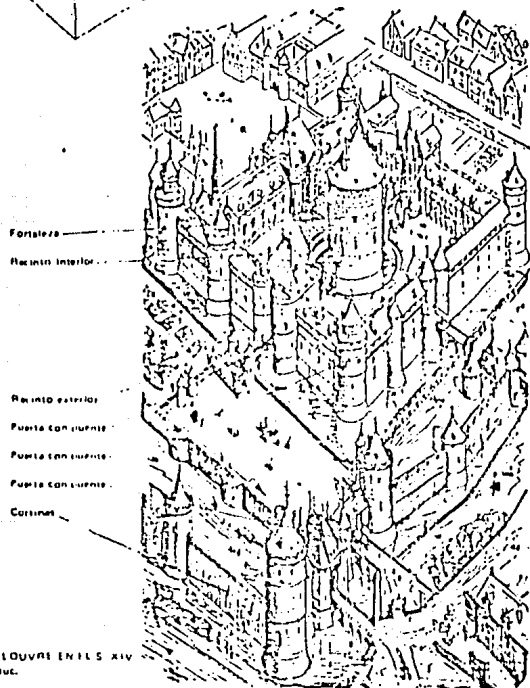 Fortaleza
Recinto Interior
Recinto exterior
Puerta con puente
Puerta con puente
Puerta con puente
Cortinas
LOUVRE EN EL S. XIV
DUC.